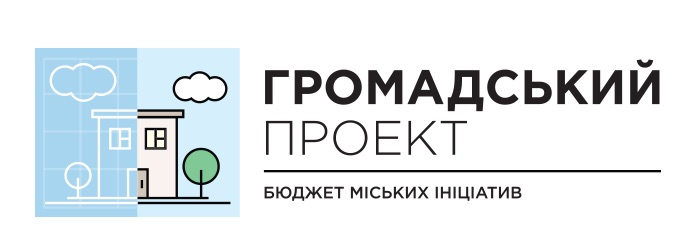 ГРОМАДСЬКИЙ
ПРОЕКТ
БЮДЖЕТ МІСЬКИХ ІНІЦІАТИВ